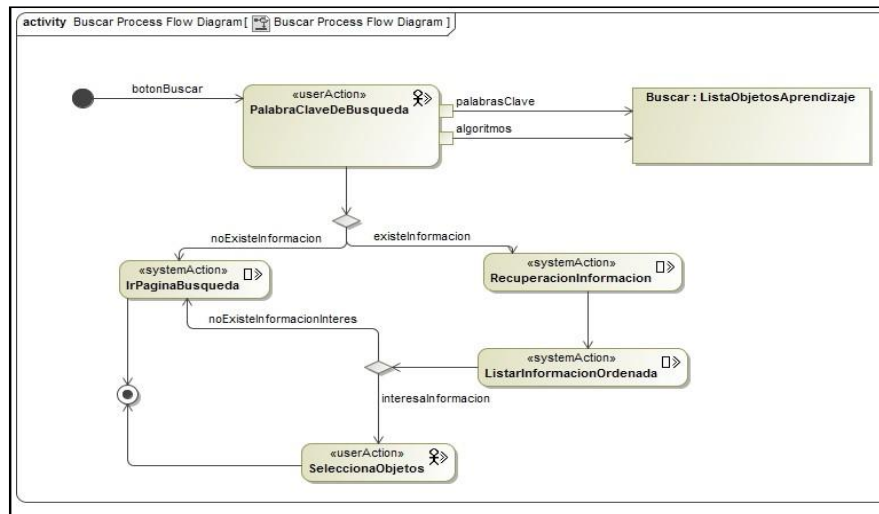 activity Buscar Process Flow Diagram [ Buscar Process Flow Diagram ]
botonBuscar
«userAction»
PalabraClaveDeBusqueda
palabrasClave
algoritmos
Buscar : ListaObjetosAprendizaje
noExisteInformacion
existeInformacion
«systemAction»
IrPaginaBusqueda
«systemAction»
RecuperacionInformacion
noExisteInformacionInteres
«systemAction»
ListarInformacionOrdenada
interesaInformacion
«userAction»
SeleccionaObjetos